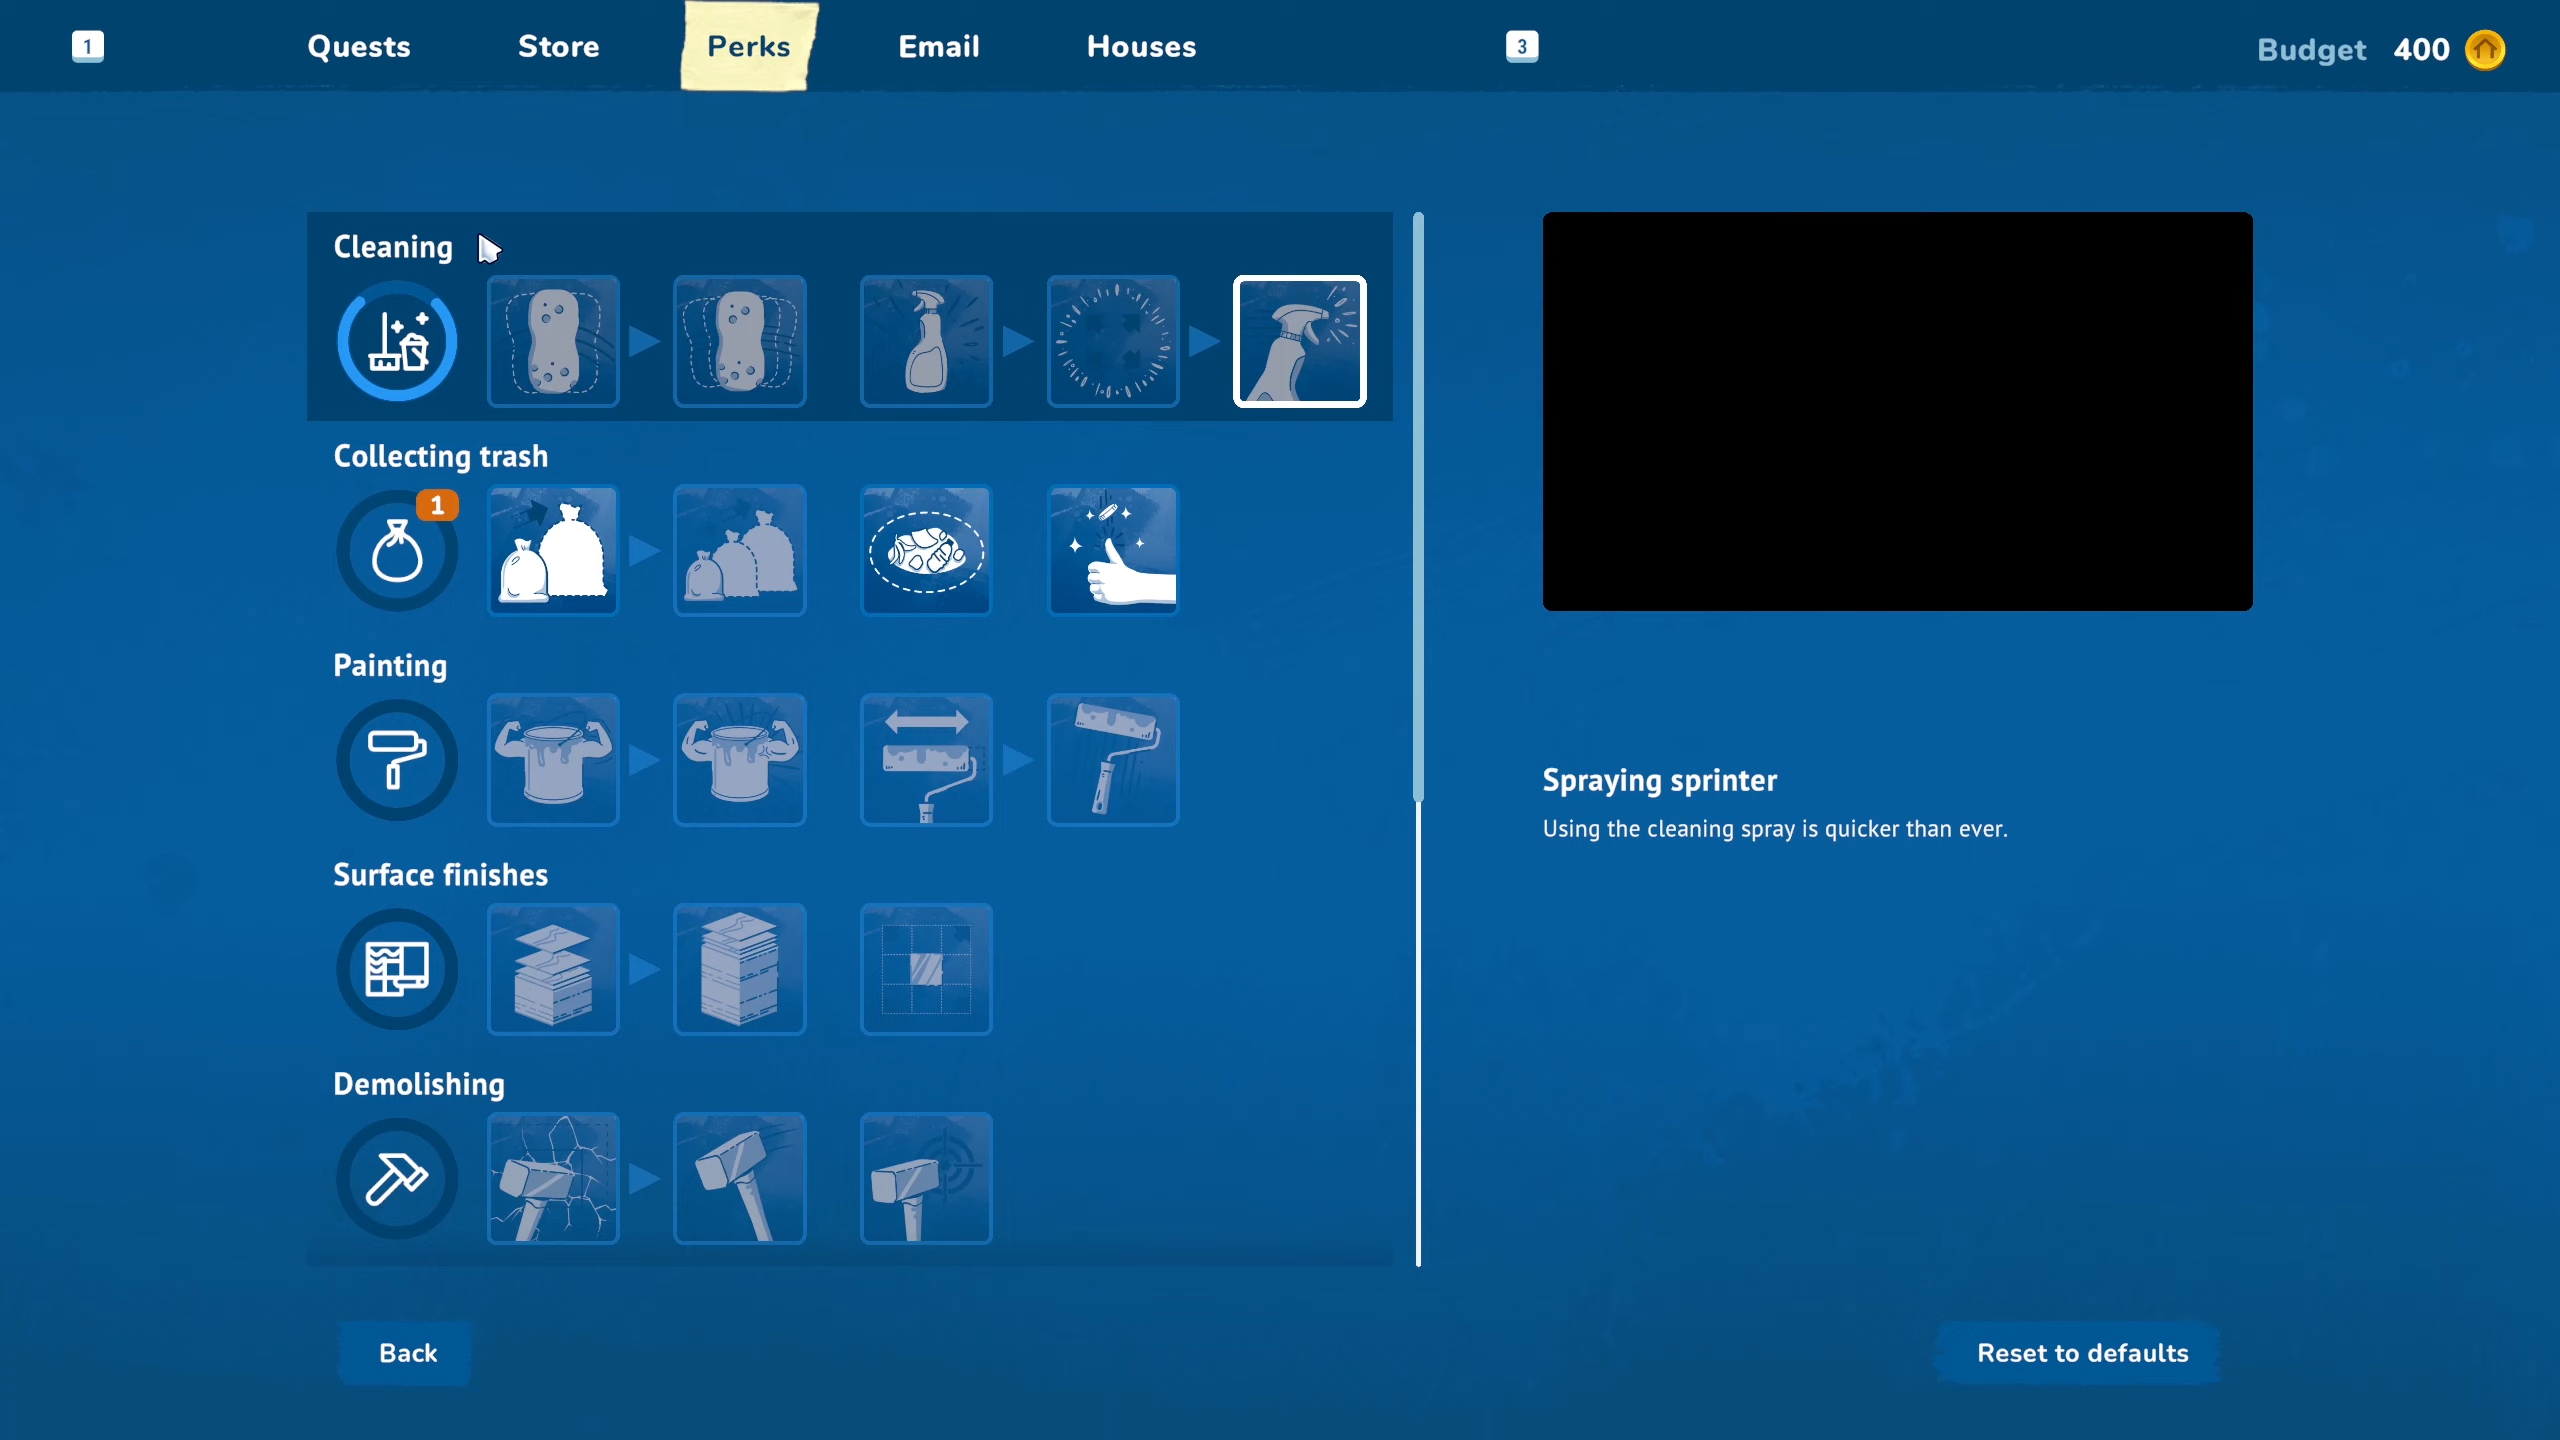 1
Quests
Store
Perks
Email
Houses
3
Budget 400
Cleaning
Collecting trash
1
Painting
Surface finishes
Demolishing
Spraying sprinter
Using the cleaning spray is quicker than ever.
Back
Reset to defaults